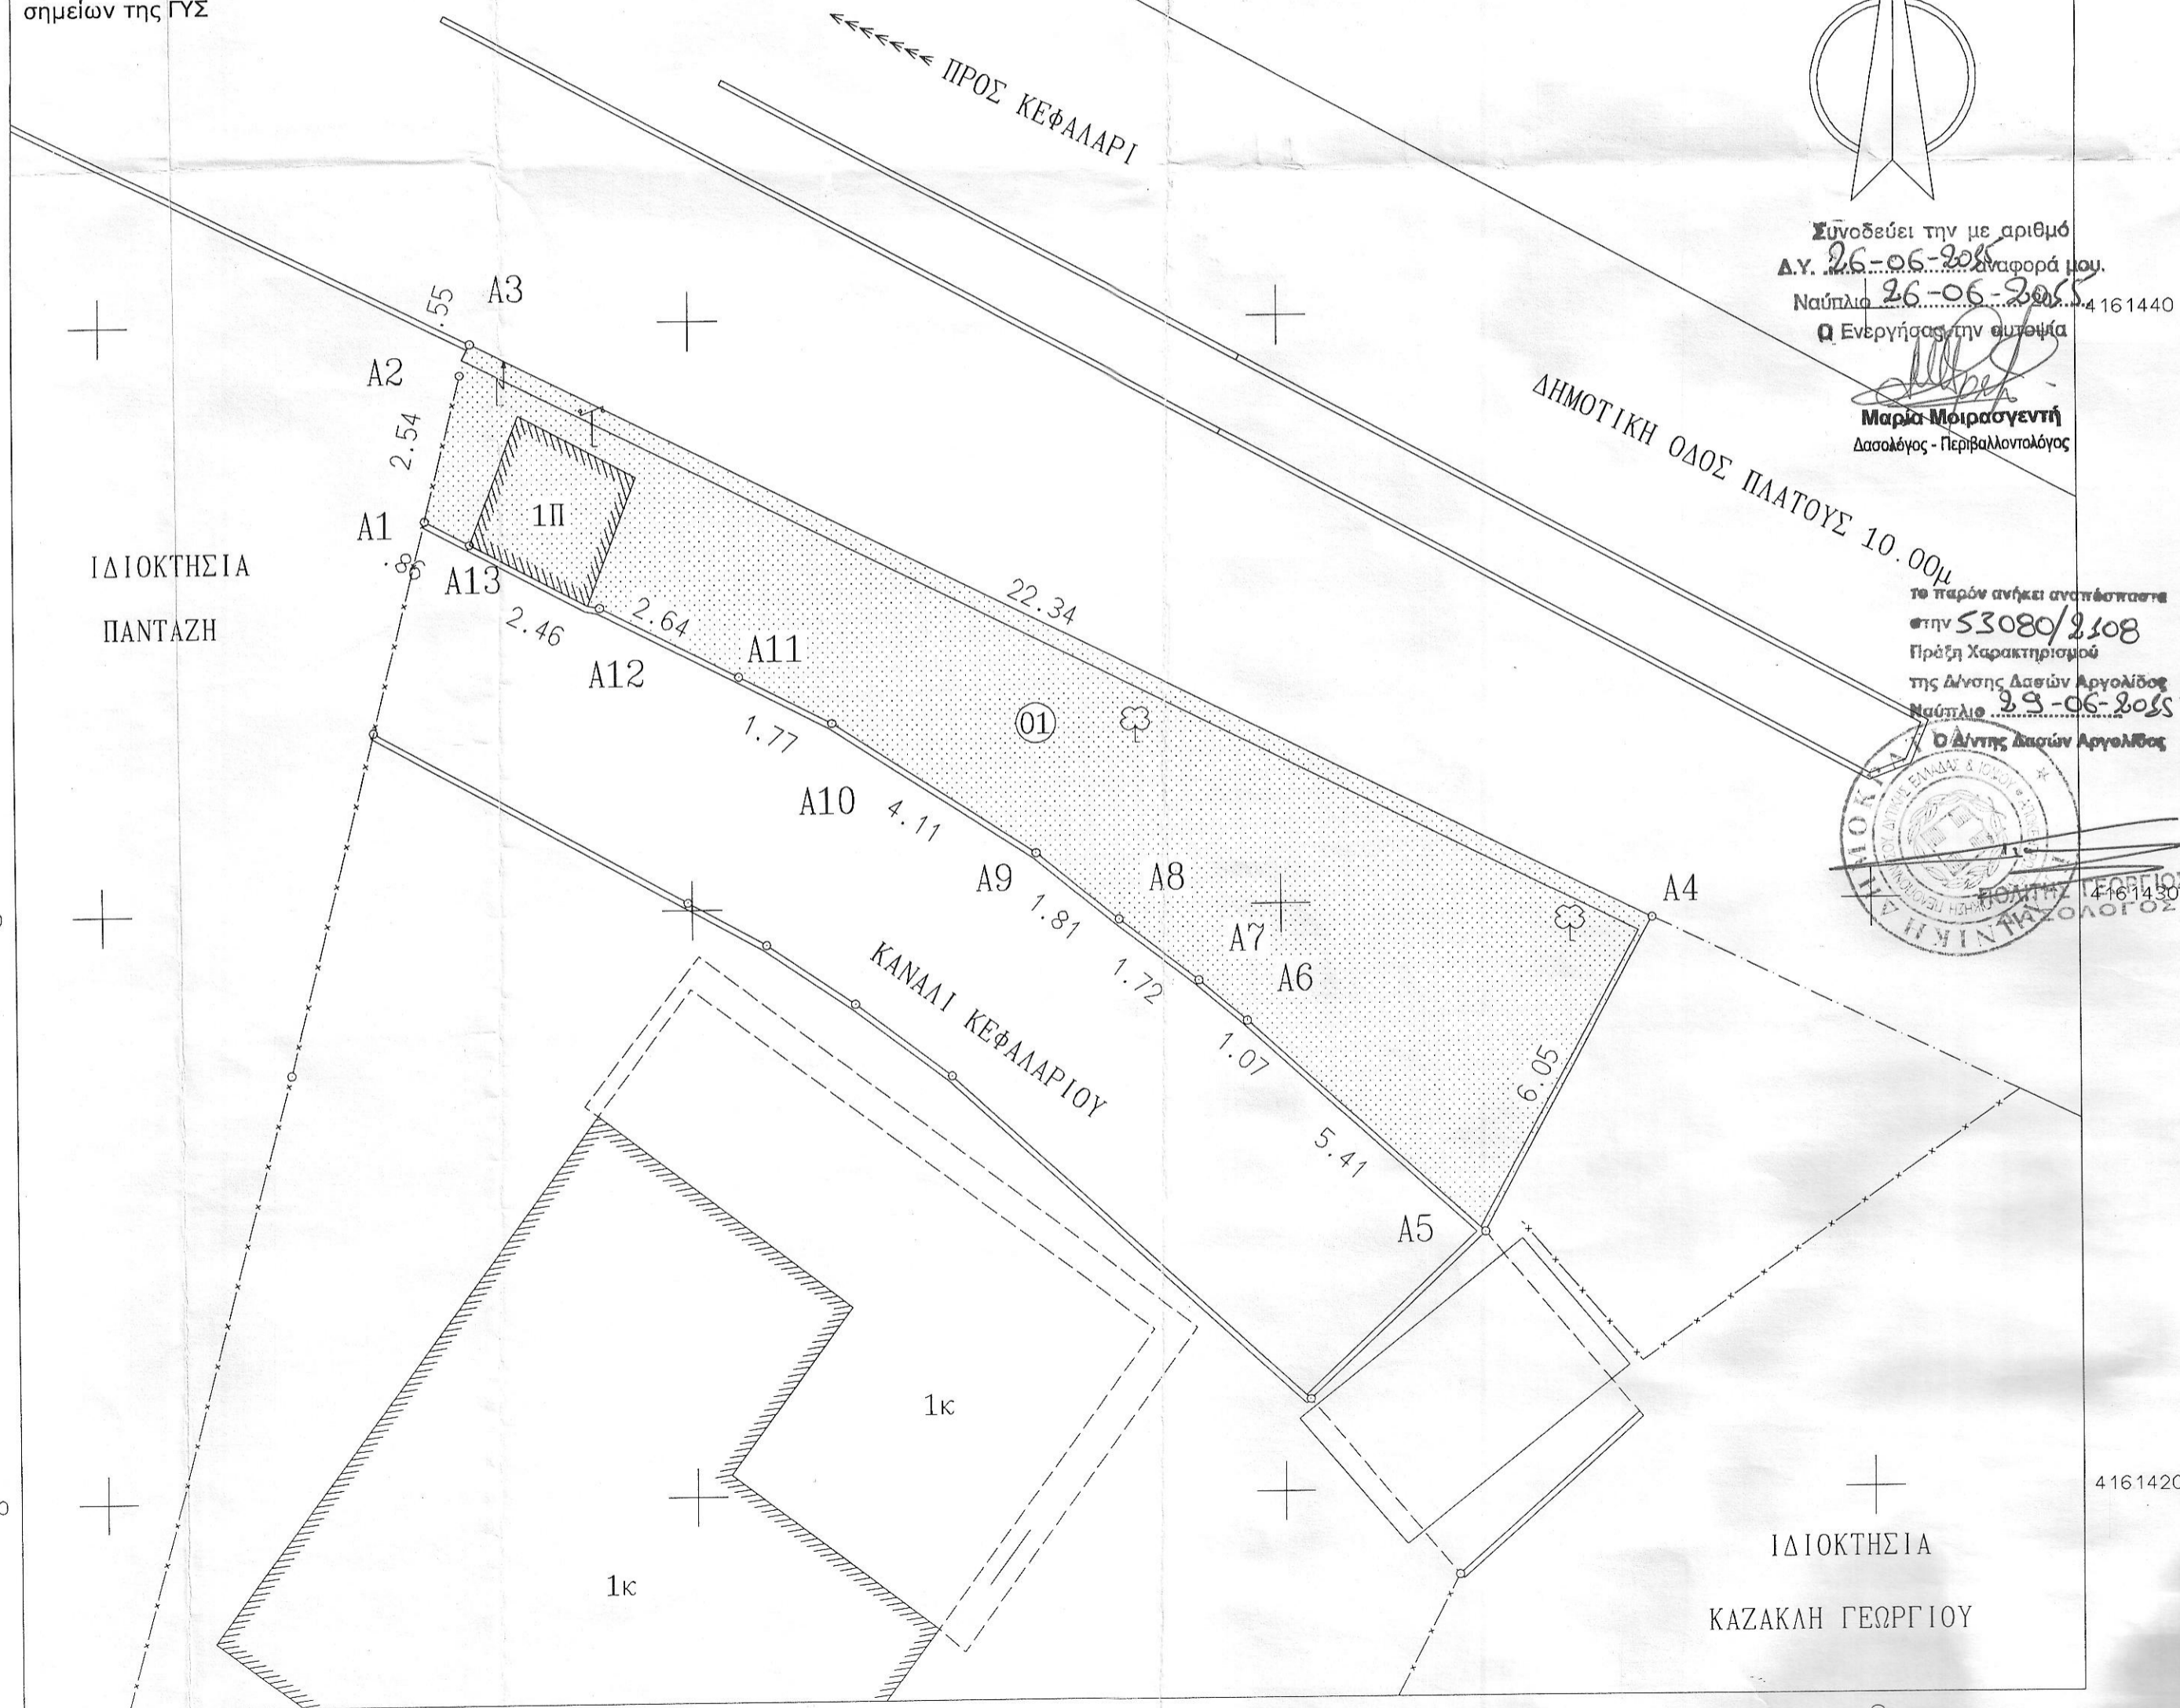 σημείων της ΓΥΣ
ΠΡΟΣ ΚΕΦΑΛΑΡΙ
Συνοδεύει την με αριθμό
Δ.Υ. 26-06-2015 αναφορά μου.
Ναύπλιο 26-06-2015
4161440
Ο Ενεργήσας την αυτοψία
Μαρία Μοιρασγεντή
Δασολόγος - Περιβαλλοντολόγος
ΔΗΜΟΤΙΚΗ ΟΔΟΣ ΠΛΑΤΟΥΣ 10.00μ
A3
.55
A2
2.54
A1
1Π
.86
A13
2.46
2.64
22.34
ΙΔΙΟΚΤΗΣΙΑ
ΠΑΝΤΑΖΗ
A12
A11
1.77
01
A10
4.11
A9
A8
1.81
A7
A6
1.72
1.07
A4
6.05
5.41
A5
το παρόν ανήκει αναπόσπαστα
στην 53080/2108
Πράξη Χαρακτηρισμού
της Δ/νσης Δασών Αργολίδος
Ναύπλιο 29-06-2015
Ο Δ/ντης Δασών Αργολίδος
ΠΟΛΙΤΗΣ ΓΕΩΡΓΙΟΣ
ΔΑΣΟΛΟΓΟΣ
4161430
ΚΑΝΑΛΙ ΚΕΦΑΛΑΡΙΟΥ
1κ
1κ
4161420
ΙΔΙΟΚΤΗΣΙΑ
ΚΑΖΑΚΛΗ ΓΕΩΡΓΙΟΥ